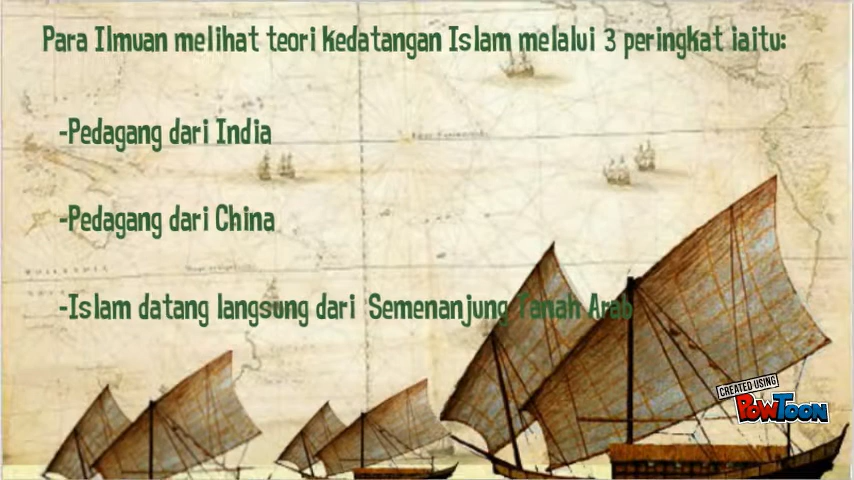 Para Ilmuan melihat teori kedatangan Islam melalui 3 peringkat iaitu:
-Pedagang dari India
-Pedagang dari China
-Islam datang langsung dari Semenanjung Tanah Arab
CREATED USING
POWTOON